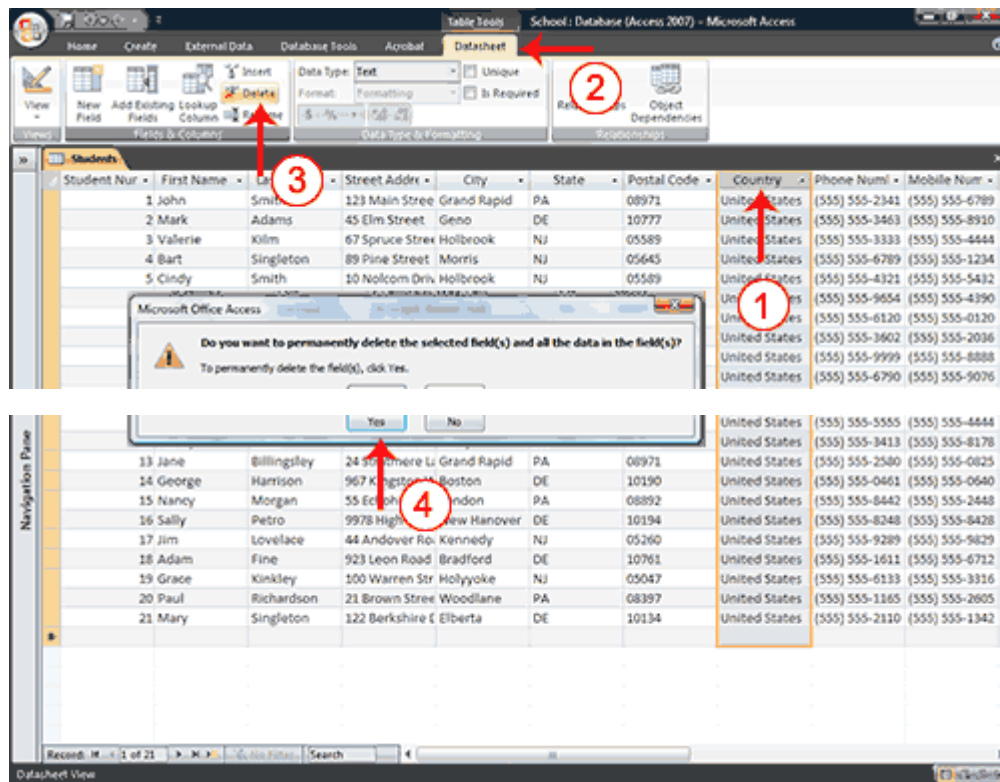 Table Tools School : Database (Access 2007) - Microsoft Access
Home Create External Data Database Tools Acrobat Datasheet
View
New Field
Add Existing Fields
Lookup Column
Insert
Delete
Data Type: Text
Format: Formatting
Unique
Is Required
Object Dependencies
Views Fields & Columns Data Type & Formatting Relationships
2
3
Students
Student Nur First Name Street Addre City State Postal Code Country Phone Numl Mobile Num
1 John Smith 123 Main Stree Grand Rapid PA 08971 United States (555) 555-2341 (555) 555-6789
2 Mark Adams 45 Elm Street Geno DE 10777 United States (555) 555-3463 (555) 555-8910
3 Valerie Kilm 67 Spruce Stree Holbrook NJ 05589 United States (555) 555-3333 (555) 555-4444
4 Bart Singleton 89 Pine Street Morris NJ 05645 United States (555) 555-6789 (555) 555-1234
5 Cindy Smith 10 Nolcom Driv Holbrook NJ 05589 United States (555) 555-4321 (555) 555-5432
(555) 555-9654 (555) 555-4390
(555) 555-6120 (555) 555-0120
United States (555) 555-3602 (555) 555-2036
United States (555) 555-9999 (555) 555-8888
United States (555) 555-6790 (555) 555-9076
1
Microsoft Office Access
Do you want to permanently delete the selected field(s) and all the data in the field(s)?
To permanently delete the field(s), click Yes.
Yes No
4
United States (555) 555-5555 (555) 555-4444
United States (555) 555-3413 (555) 555-8178
13 Jane Billingsley Grand Rapid PA 08971 United States (555) 555-2580 (555) 555-0825
14 George Harrison 967 Kingston Boston DE 10190 United States (555) 555-0461 (555) 555-0640
15 Nancy Morgan PA 08892 United States (555) 555-8442 (555) 555-2448
16 Sally Petro 9978 High New Hanover DE 10194 United States (555) 555-8248 (555) 555-8428
17 Jim Lovelace 44 Andover Roa Kennedy NJ 05260 United States (555) 555-9289 (555) 555-9829
18 Adam Fine 923 Leon Road Bradford DE 10761 United States (555) 555-1611 (555) 555-6712
19 Grace Kinkley 100 Warren Str Holyyoke NJ 05047 United States (555) 555-6133 (555) 555-3316
20 Paul Richardson 21 Brown Stree Woodlane PA 08397 United States (555) 555-1165 (555) 555-2605
21 Mary Singleton 122 Berkshire D Elberta DE 10134 United States (555) 555-2110 (555) 555-1342
Navigation Pane
Record: 1 of 21 No Filter Search
Datasheet View